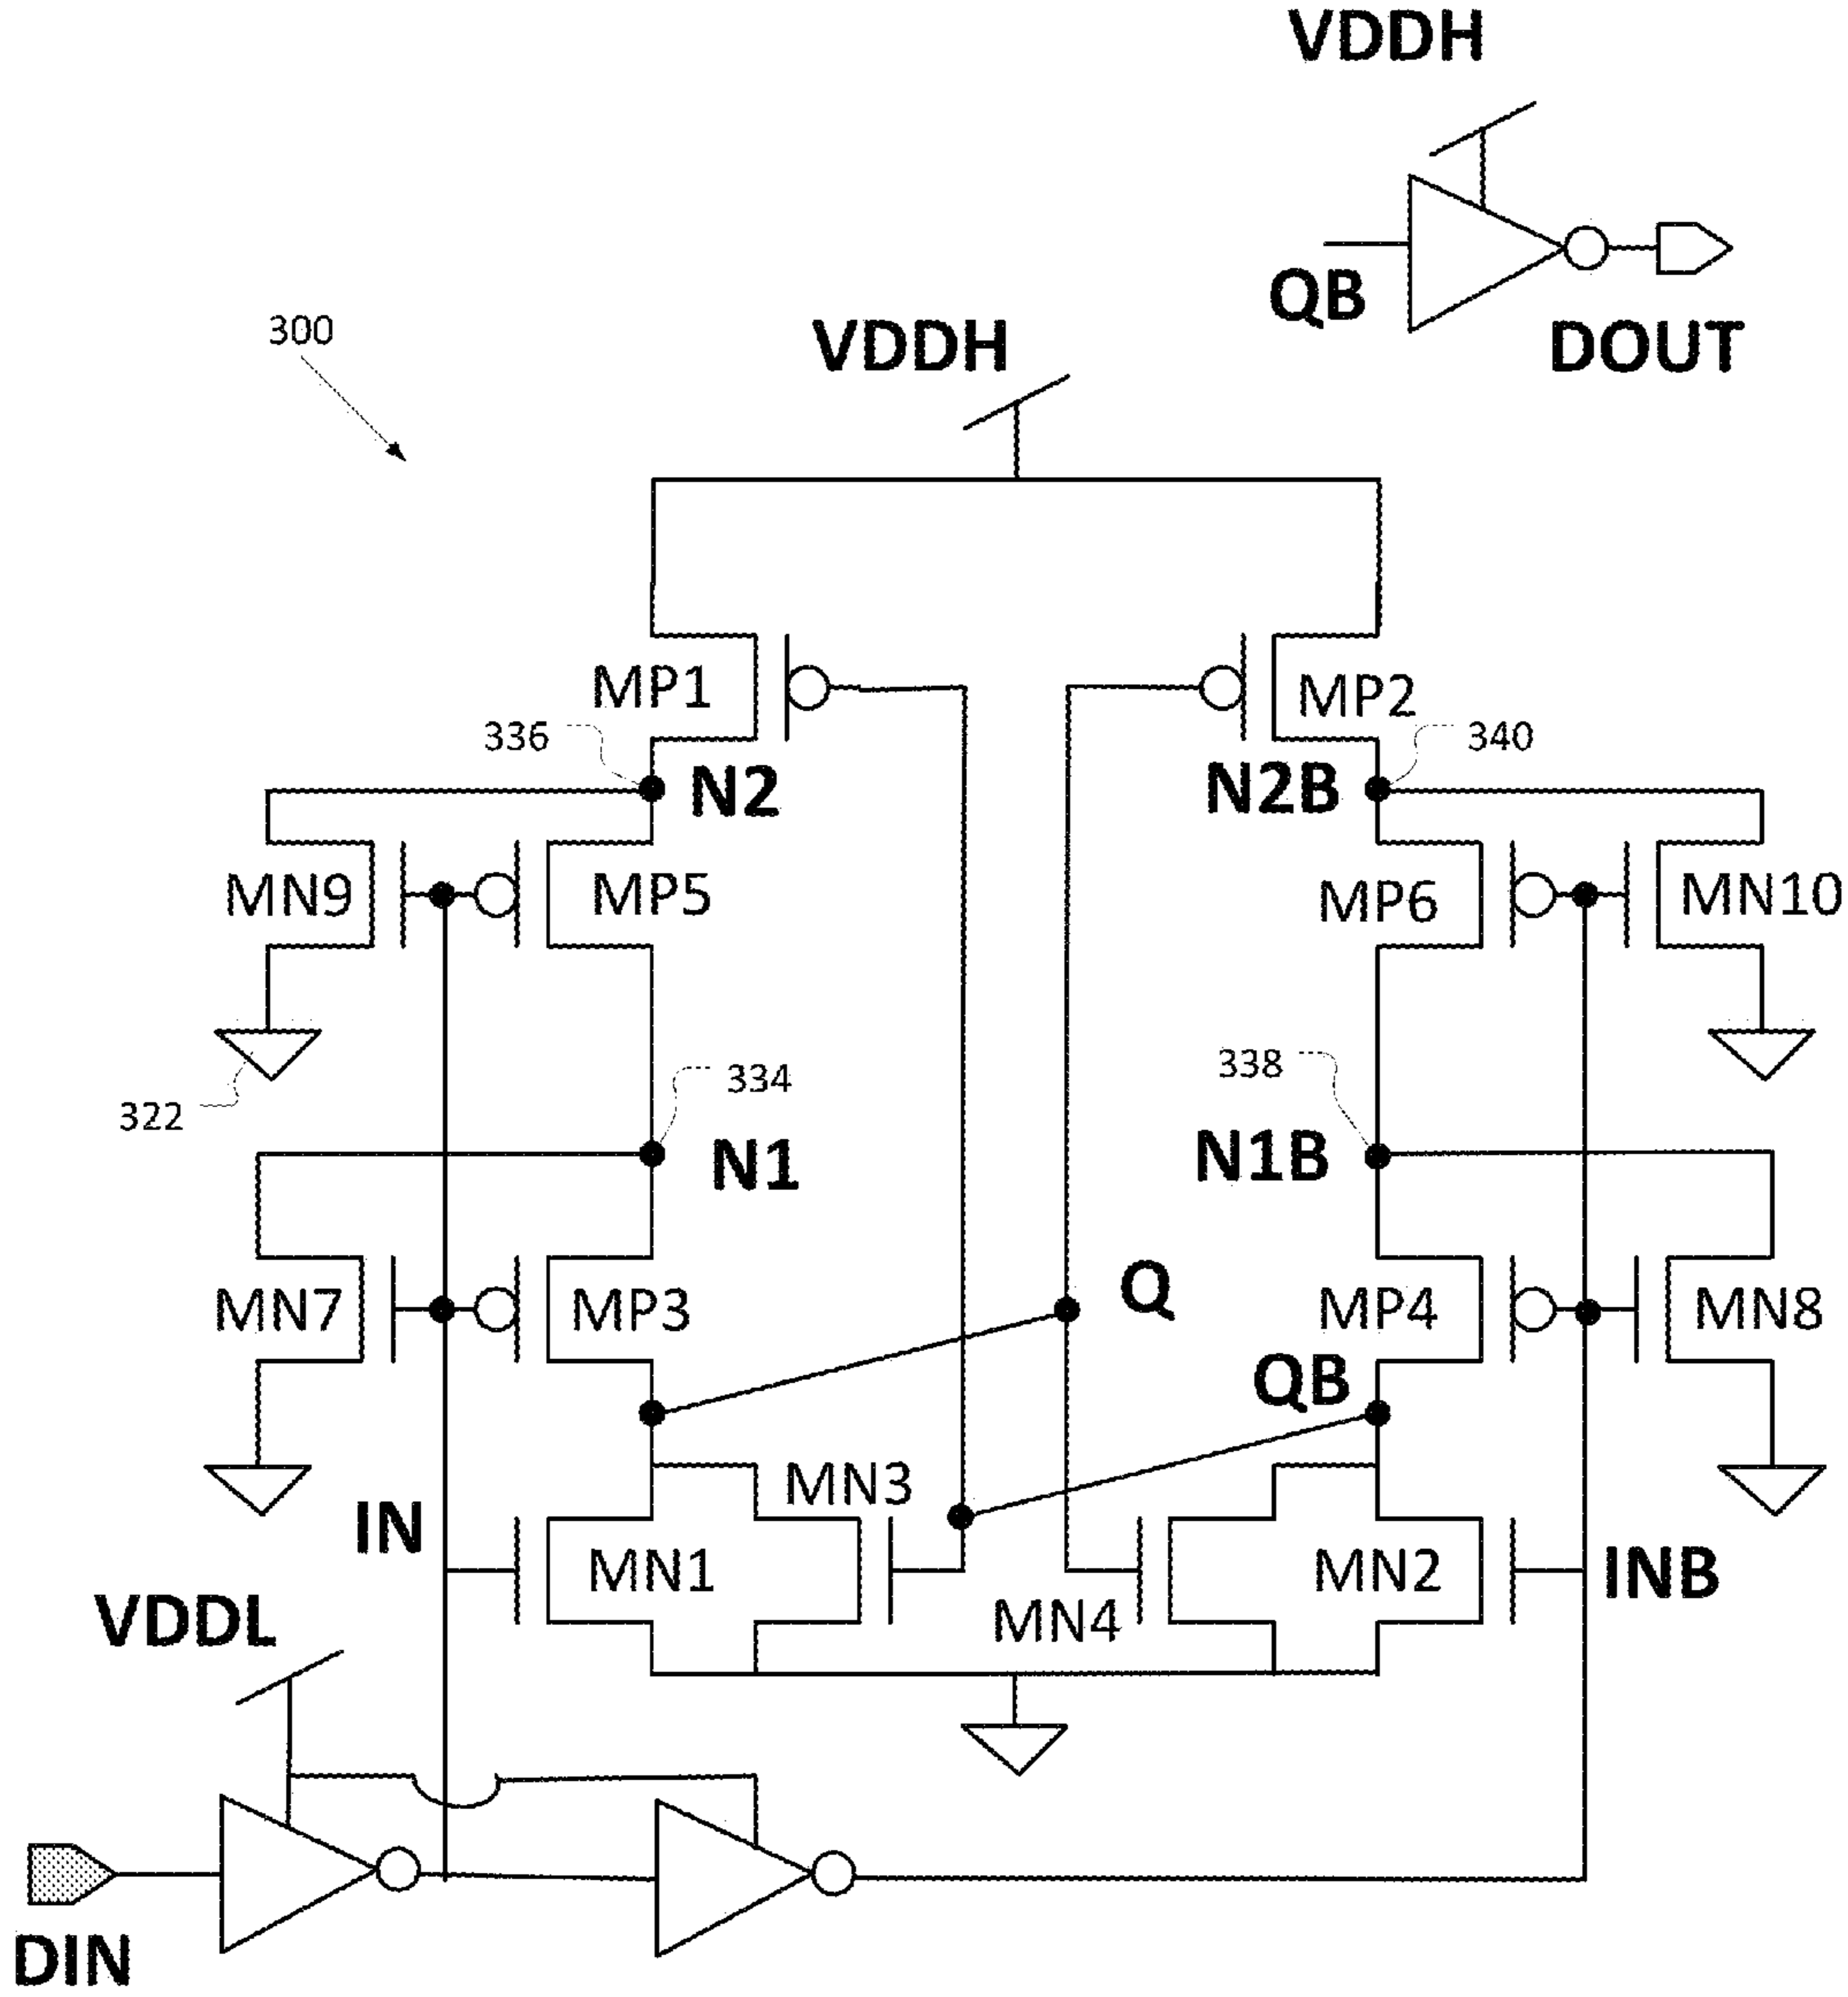 VDDH
QB
DOUT
300
VDDH
MP1
MP2
336
340
N2
N2B
MN9
MP5
MP6
MN10
322
334
338
N1
N1B
MN7
MP3
Q
MP4
MN8
QB
MN3
IN
MN1
MN4
MN2
INB
VDDL
DIN